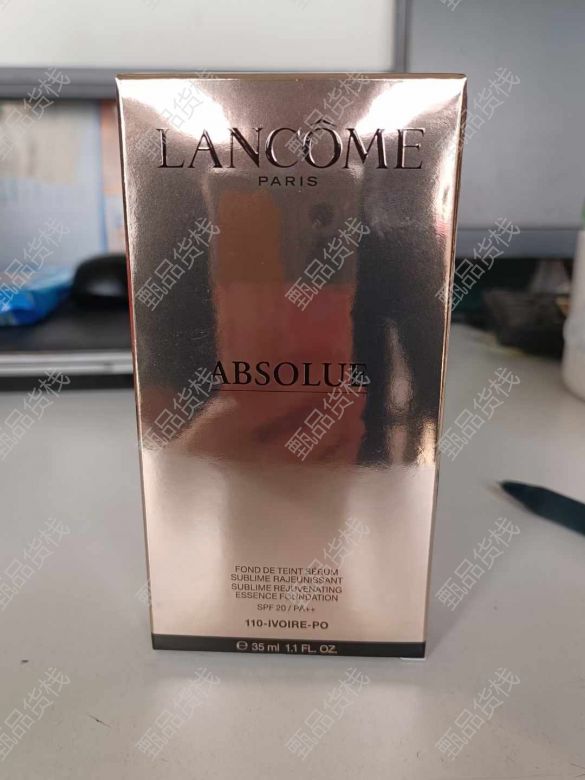 LANCÔME
PARIS
ABSOLUE
FOND DE TEINT SÉRUM
SUBLIME RAJEUNISSANT
SUBLIME REJUVENATING
ESSENCE FOUNDATION
SPF 20 / PA++
110-IVOIRE-PO
℮ 35 ml 1.1 FL. OZ.
甄品货栈